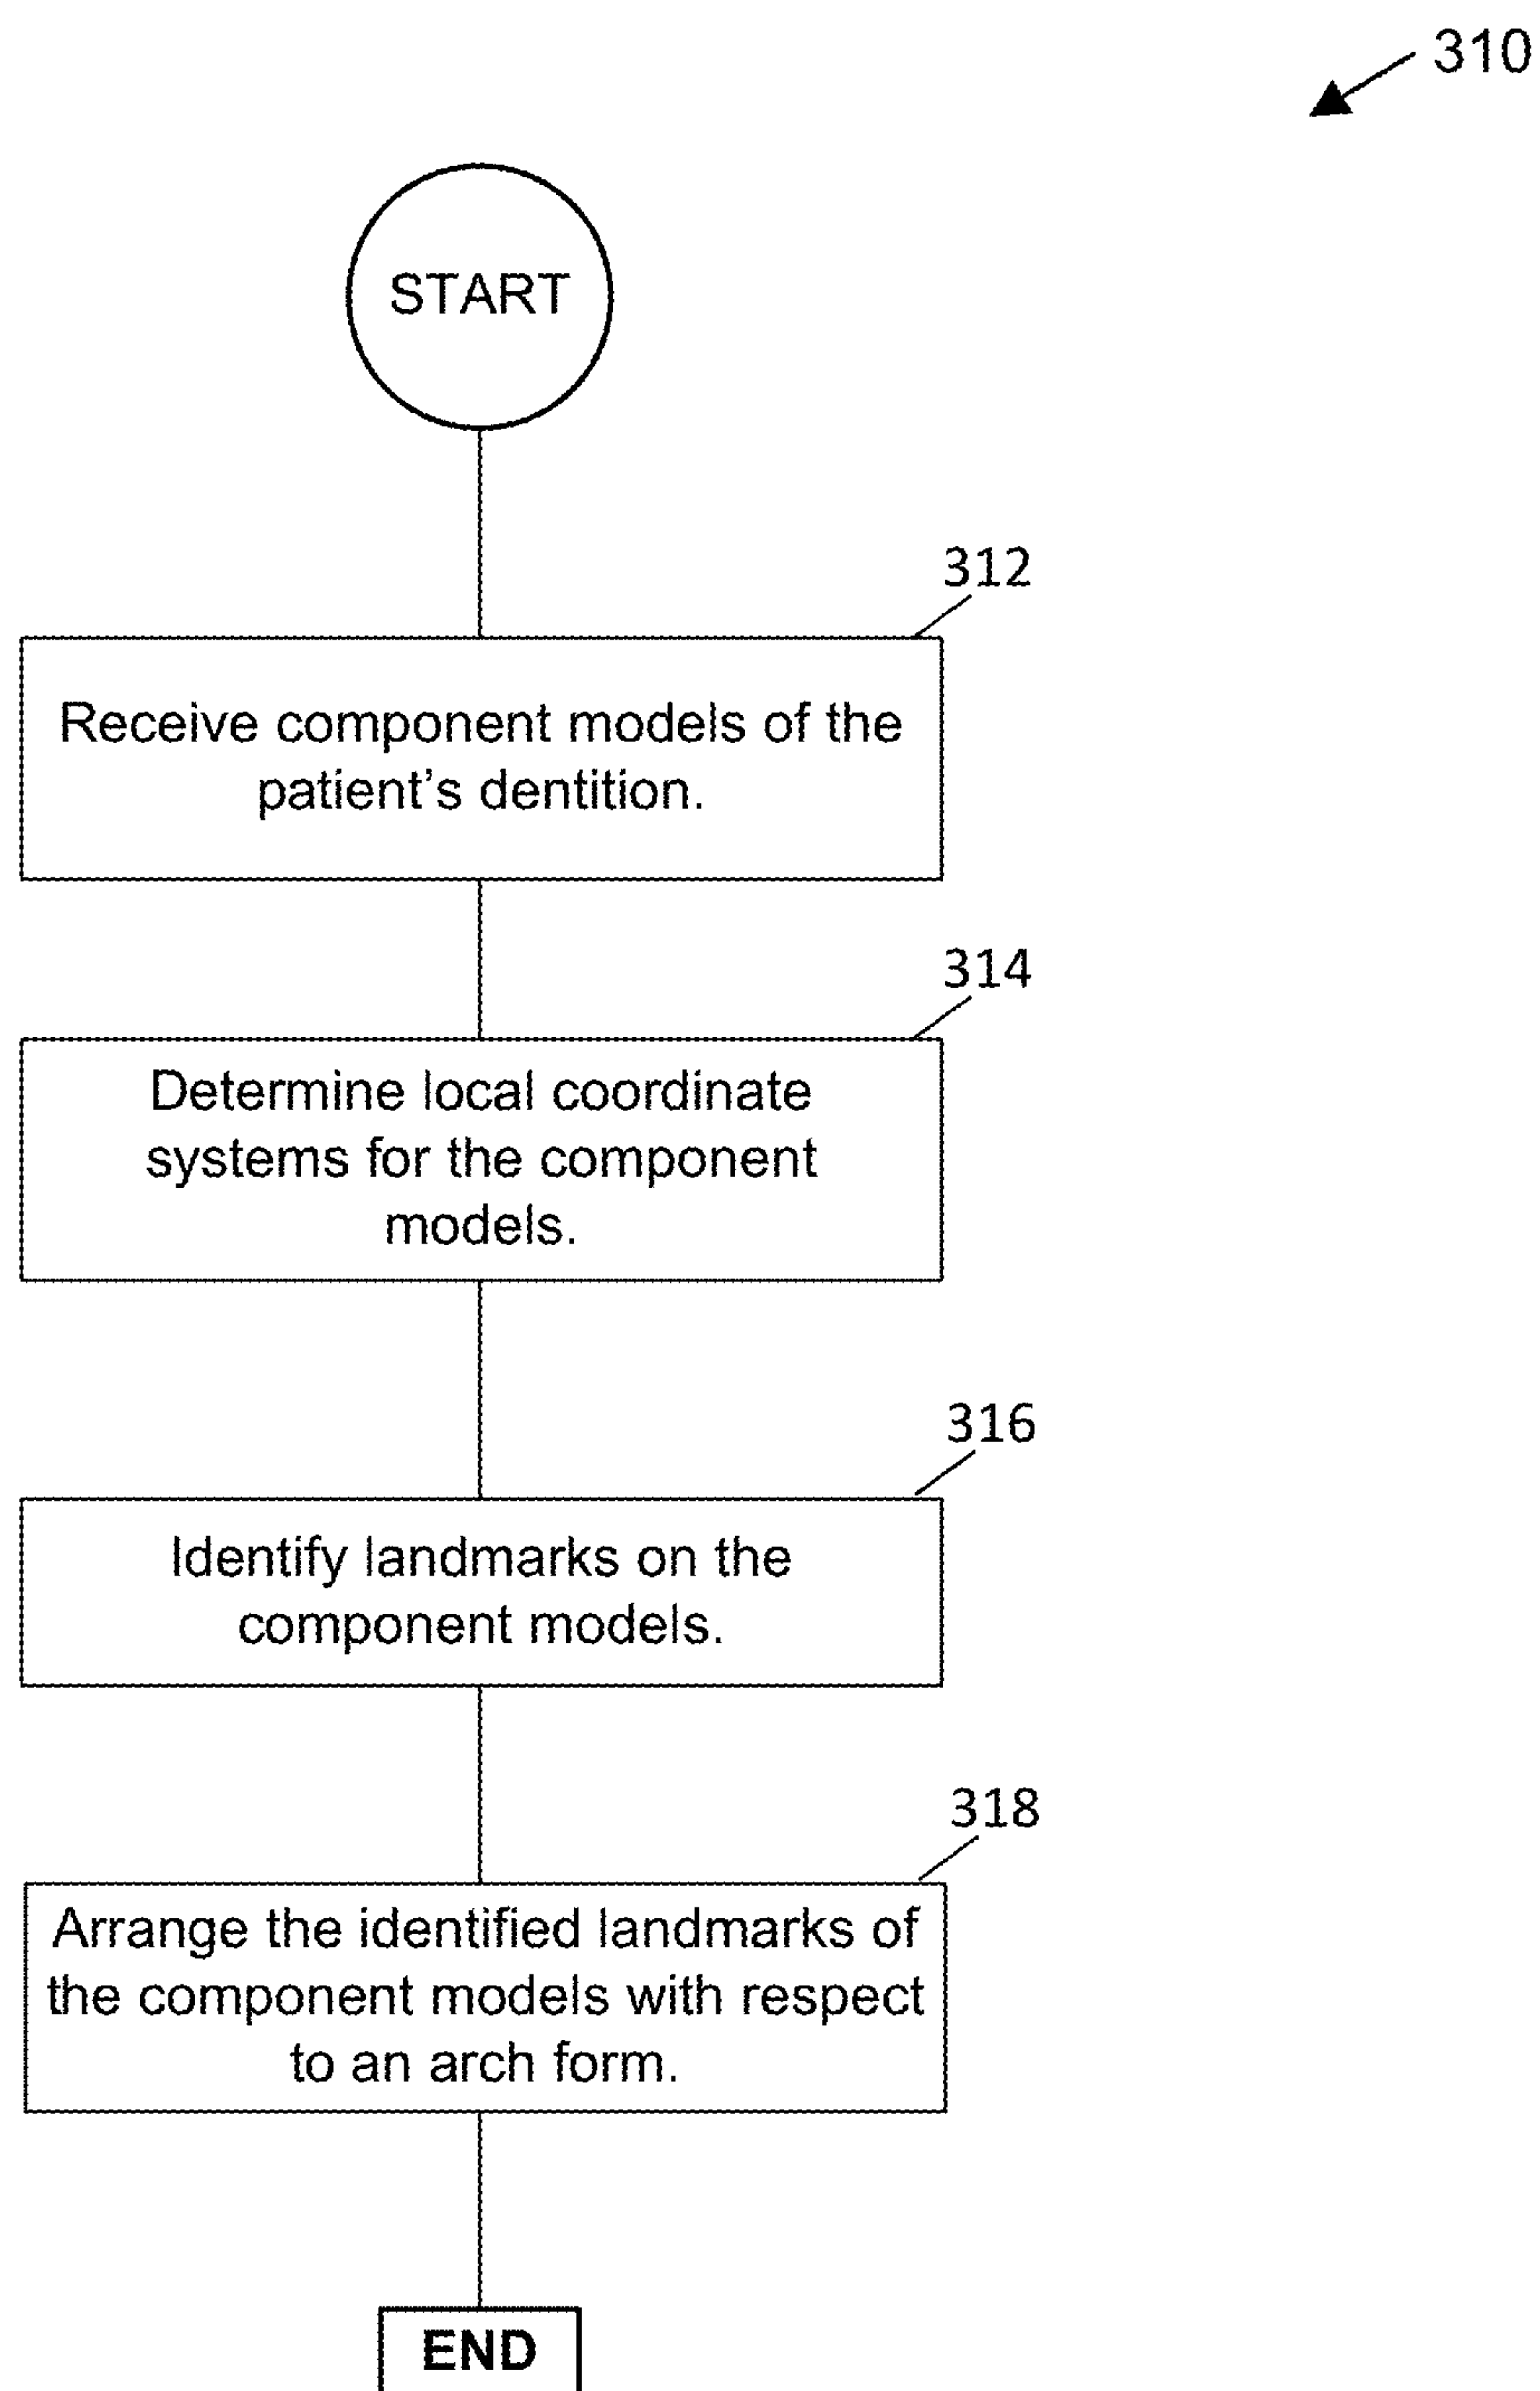 310
START
312
Receive component models of the
patient's dentition.
314
Determine local coordinate
systems for the component
models.
316
Identify landmarks on the
component models.
318
Arrange the identified landmarks of
the component models with respect
to an arch form.
END